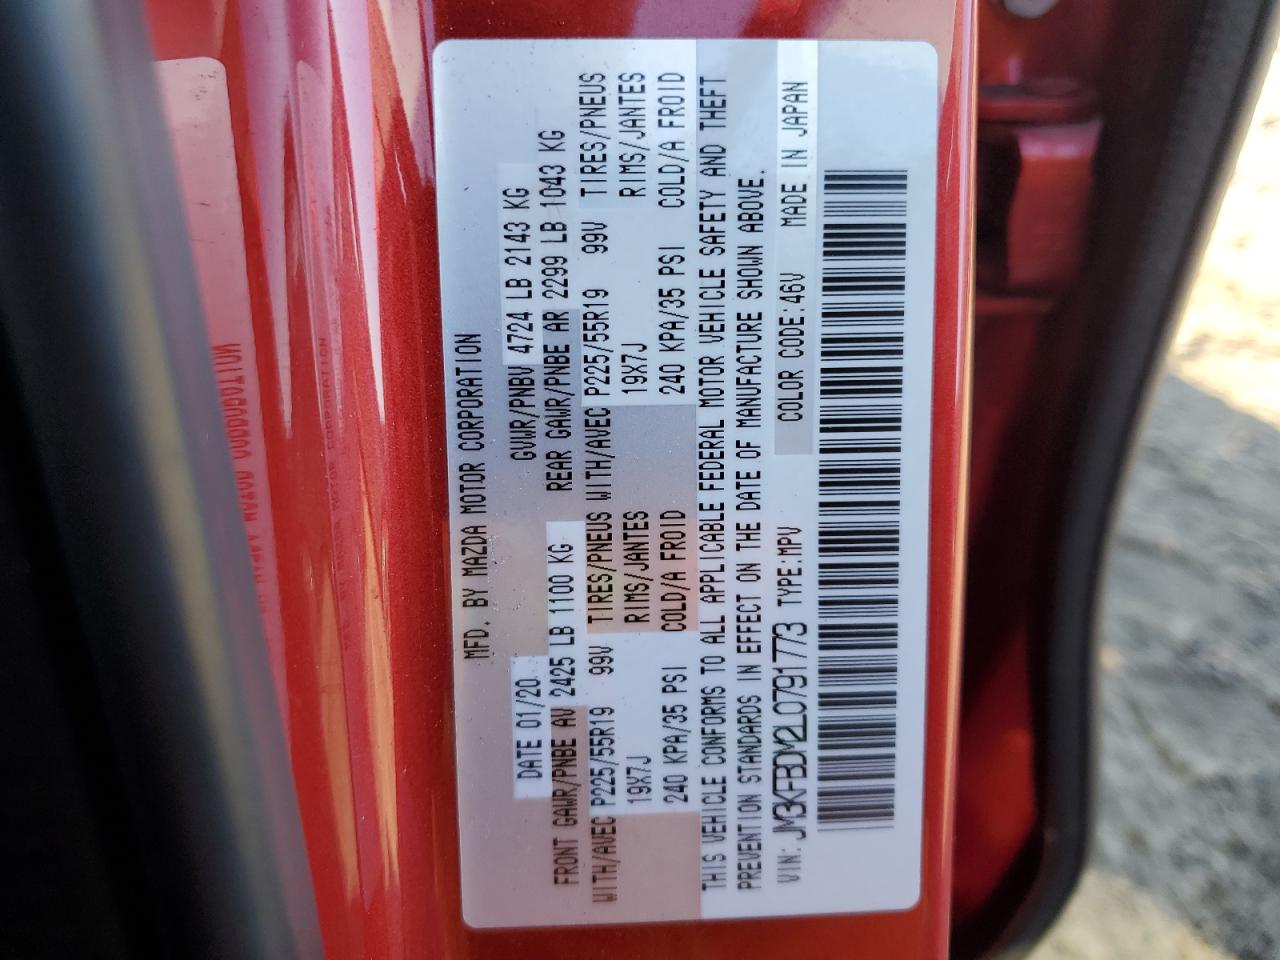 MFD. BY MAZDA MOTOR CORPORATION
DATE 01/20 GVWR/PNBV 4724 LB 2143 KG
FRONT GAWR/PNBE AV 2425 LB 1100 KG REAR GAWR/PNBE AR 2299 LB 1043 KG
WITH/AVEC P225/55R19 99V TIRES/PNEUS WITH/AVEC P225/55R19 99V TIRES/PNEUS
19X7J RIMS/JANTES 19X7J RIMS/JANTES
240 KPA/35 PSI COLD/A FROID 240 KPA/35 PSI COLD/A FROID
THIS VEHICLE CONFORMS TO ALL APPLICABLE FEDERAL MOTOR VEHICLE SAFETY AND THEFT
PREVENTION STANDARDS IN EFFECT ON THE DATE OF MANUFACTURE SHOWN ABOVE.
VIN: JM3KFBDM2L0791773 TYPE:MPV COLOR CODE:46V MADE IN JAPAN